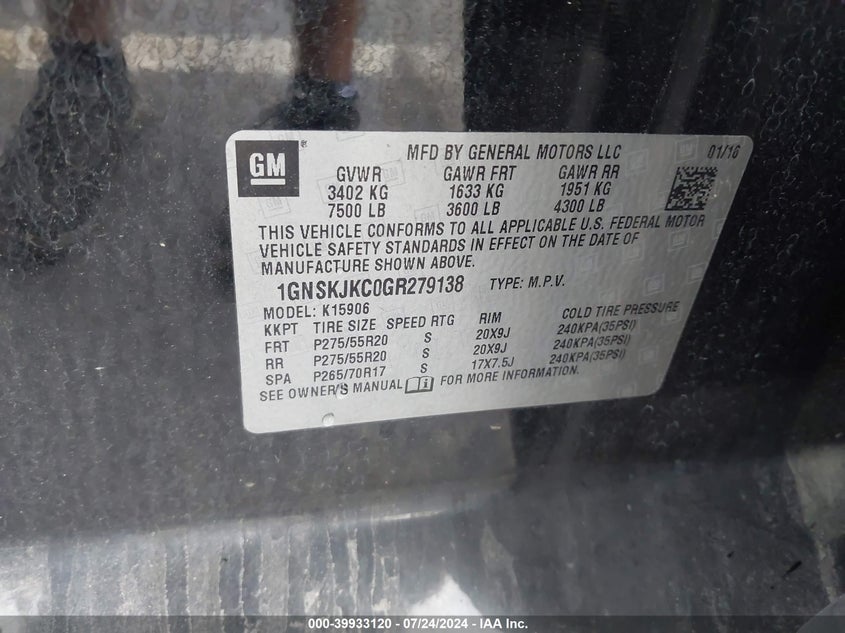 GM
MFD BY GENERAL MOTORS LLC 01/16
GVWR GAWR FRT GAWR RR
3402 KG 1633 KG 1951 KG
7500 LB 3600 LB 4300 LB
THIS VEHICLE CONFORMS TO ALL APPLICABLE U.S. FEDERAL MOTOR
VEHICLE SAFETY STANDARDS IN EFFECT ON THE DATE OF
MANUFACTURE SHOWN ABOVE.
1GNSKJKC0GR279138 TYPE: M.P.V.
MODEL: K15906
KKPT TIRE SIZE SPEED RTG RIM COLD TIRE PRESSURE
FRT P275/55R20 S 20X9J 240KPA(35PSI)
RR P275/55R20 S 20X9J 240KPA(35PSI)
SPA P265/70R17 S 17X7.5J 240KPA(35PSI)
SEE OWNER'S MANUAL FOR MORE INFORMATION.
000-39933120 - 07/24/2024 - IAA Inc.